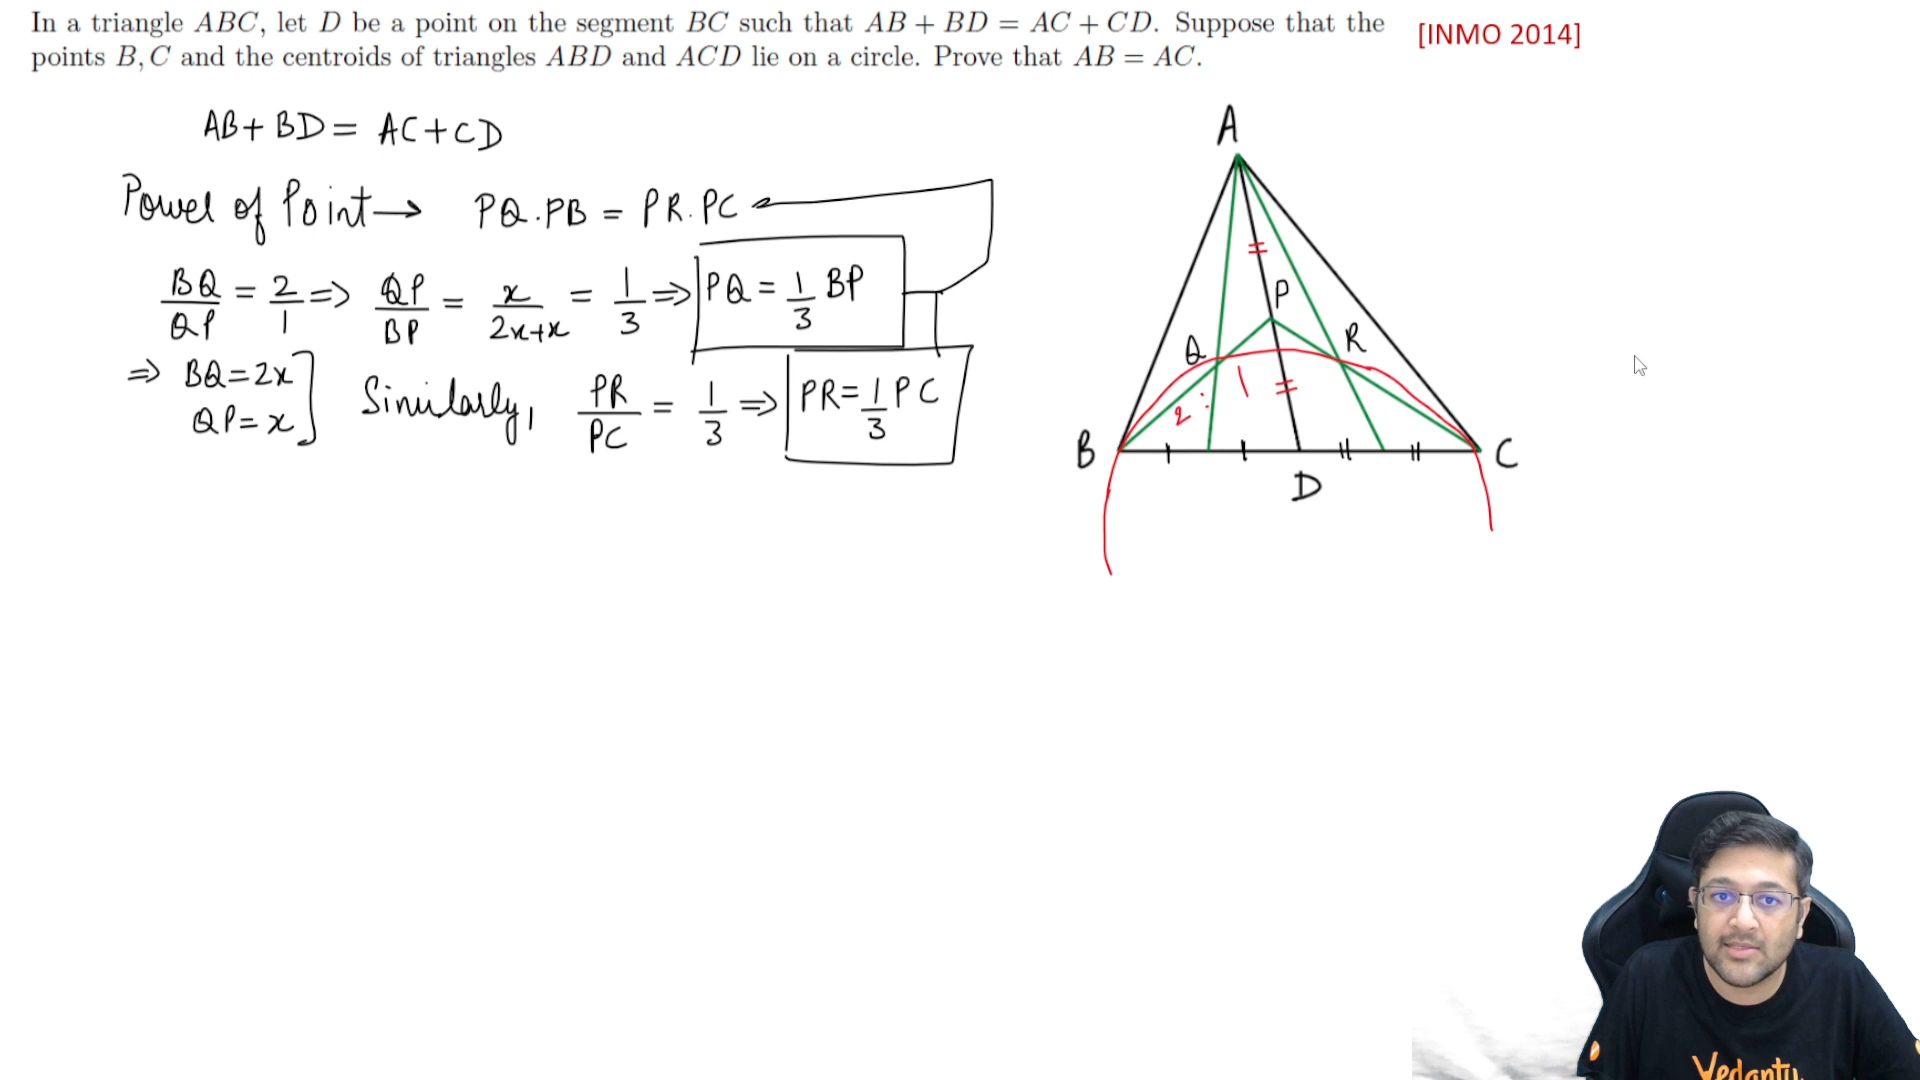 In a triangle ABC, let D be a point on the segment BC such that AB + BD = AC + CD. Suppose that the
points B, C and the centroids of triangles ABD and ACD lie on a circle. Prove that AB = AC.
[INMO 2014]
AB + BD = AC + CD
Power of Point → PQ . PB = PR . PC
BQ/QP = 2/1 ⇒ QP/BP = x/2x+x = 1/3 ⇒ PQ = 1/3 BP
⇒ BQ = 2x
QP = x
Similarly, PR/PC = 1/3 ⇒ PR = 1/3 PC
A
P
Q
R
2 : 1
B
D
C
Vedantu